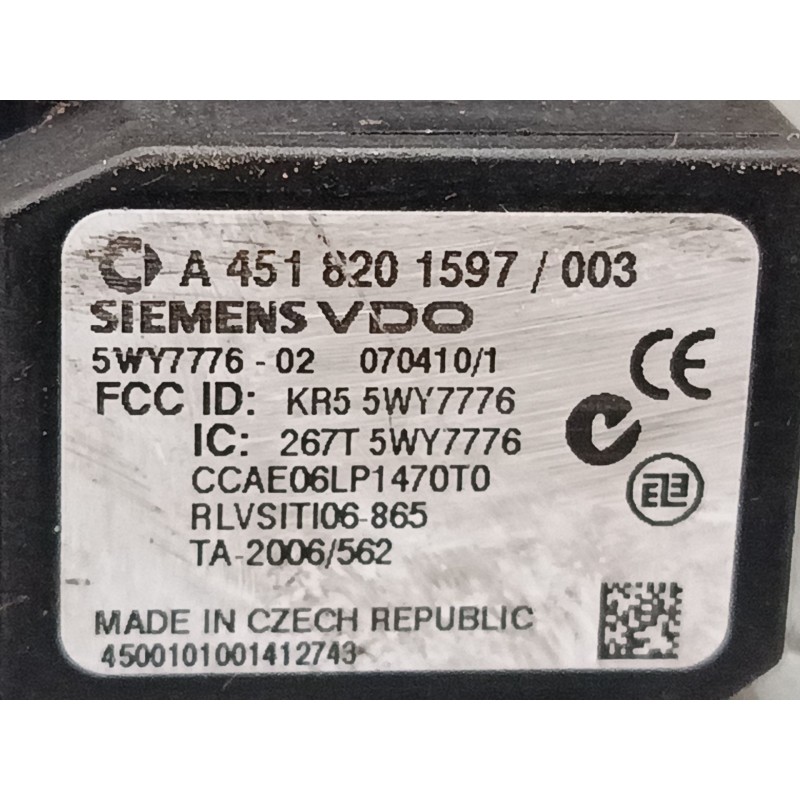 A 451 820 1597 / 003
SIEMENS VDO
5WY7776 - 02 070410/1
FCC ID: KR5 5WY7776
IC: 267T 5WY7776
CCAE06LP1470T0
RLVSITI06-865
TA-2006/562
CE
MADE IN CZECH REPUBLIC
4500101001412743